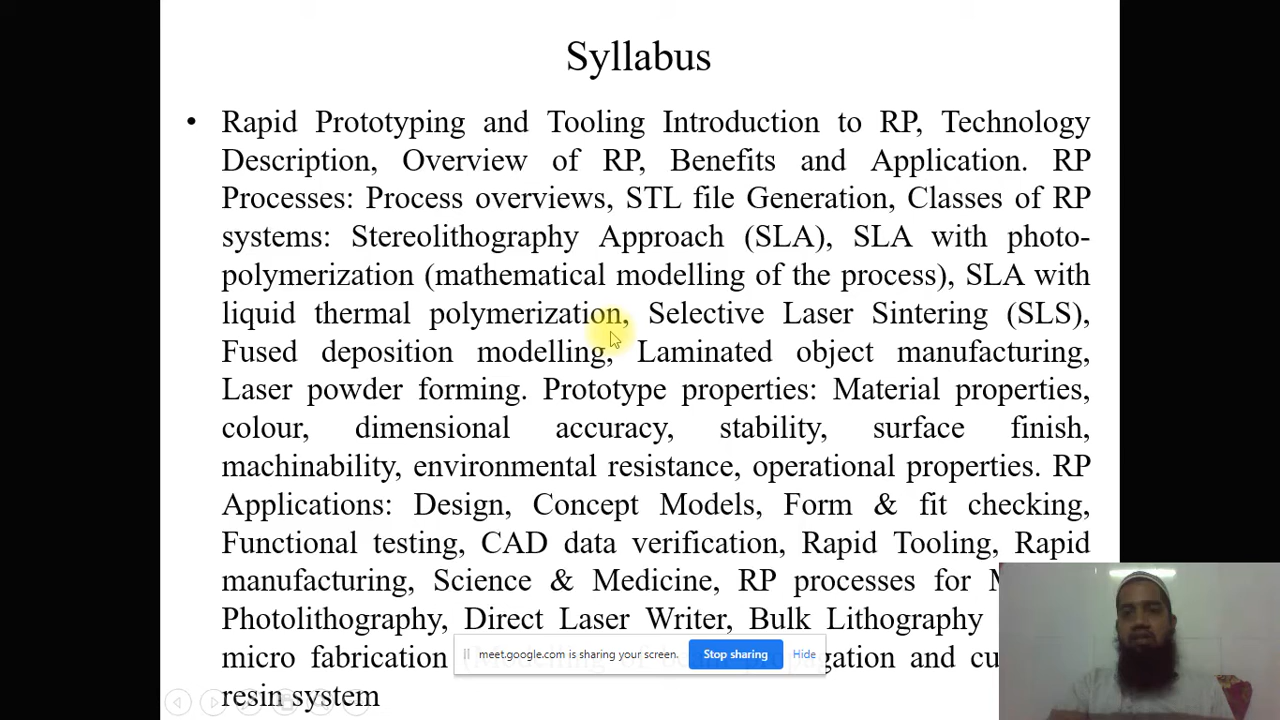 Syllabus
• Rapid Prototyping and Tooling Introduction to RP, Technology
Description, Overview of RP, Benefits and Application. RP
Processes: Process overviews, STL file Generation, Classes of RP
systems: Stereolithography Approach (SLA), SLA with photo-
polymerization (mathematical modelling of the process), SLA with
liquid thermal polymerization, Selective Laser Sintering (SLS),
Fused deposition modelling, Laminated object manufacturing,
Laser powder forming. Prototype properties: Material properties,
colour, dimensional accuracy, stability, surface finish,
machinability, environmental resistance, operational properties. RP
Applications: Design, Concept Models, Form & fit checking,
Functional testing, CAD data verification, Rapid Tooling, Rapid
manufacturing, Science & Medicine, RP processes for
Photolithography, Direct Laser Writer, Bulk Lithography
micro fabrication and
resin system
meet.google.com is sharing your screen.
Stop sharing
Hide